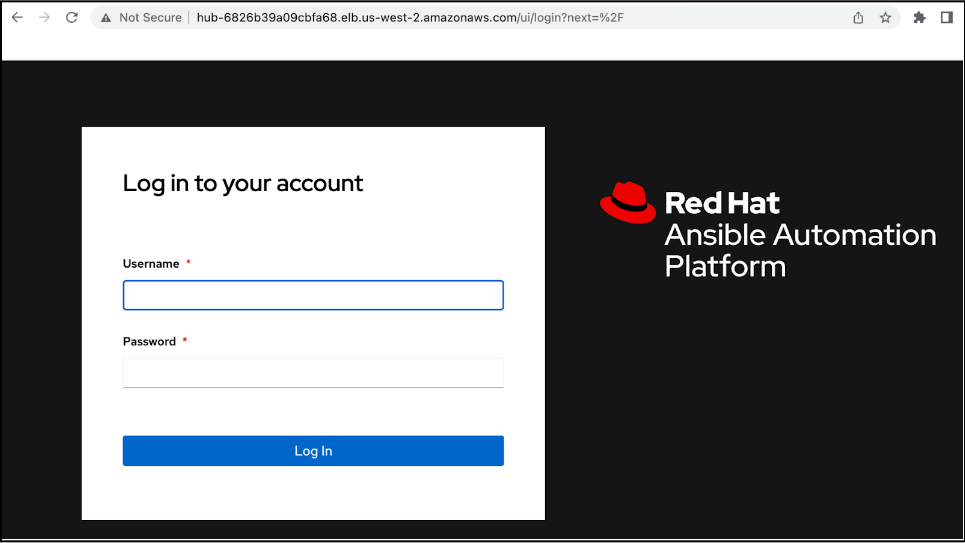 Not Secure | hub-6826b39a09cbfa68.elb.us-west-2.amazonaws.com/ui/login?next=%2F
Log in to your account
Username *
Password *
Log In
Red Hat
Ansible Automation
Platform